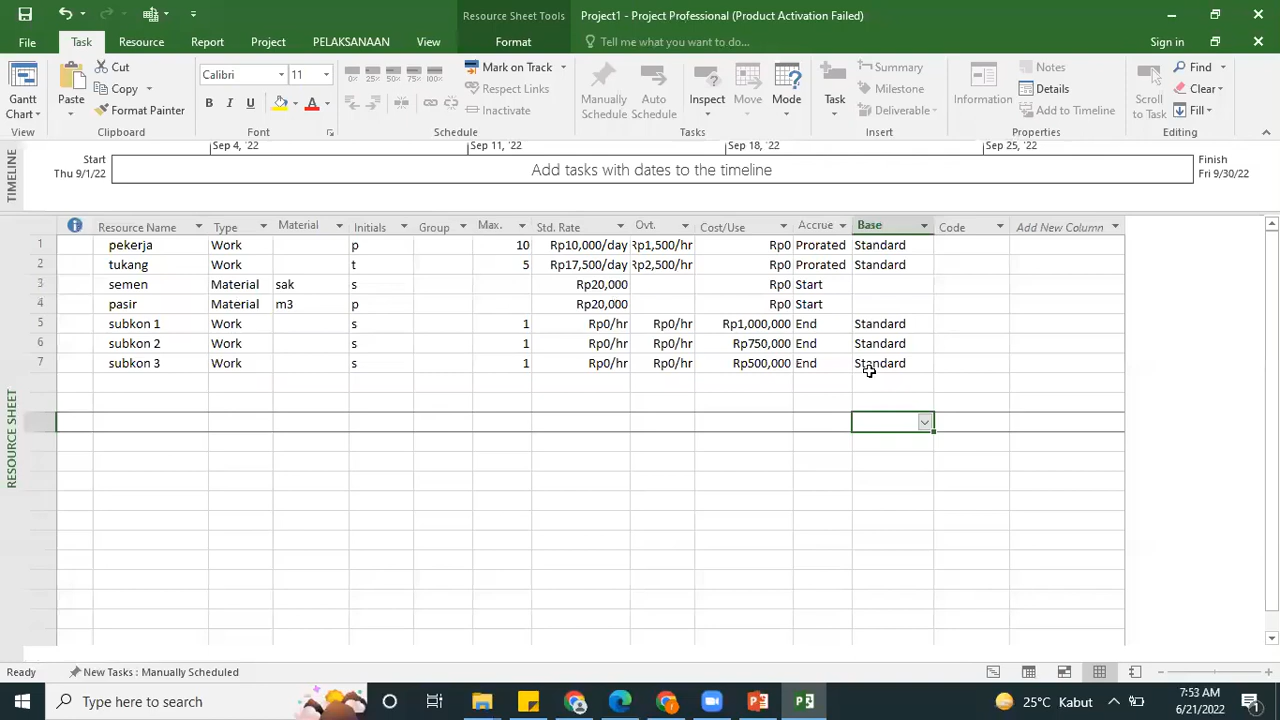 Resource Sheet Tools Project1 - Project Professional (Product Activation Failed)
File Task Resource Report Project PELAKSANAAN View Format Tell me what you want to do... Sign in
Gantt Chart View
Paste Cut Copy Format Painter Clipboard
Calibri 11 B I U A Font
0% 25% 50% 75% 100% Mark on Track Respect Links Inactivate Schedule
Manually Schedule Auto Schedule Inspect Move Mode Tasks
Task Summary Milestone Deliverable Insert
Information Notes Details Add to Timeline Properties
Scroll to Task Find Clear Fill Editing
TIMELINE
Sep 4, '22 Sep 11, '22 Sep 18, '22 Sep 25, '22
Start Thu 9/1/22 Add tasks with dates to the timeline Finish Fri 9/30/22
RESOURCE SHEET
Resource Name Type Material Initials Group Max. Std. Rate Ovt. Cost/Use Accrue Base Code Add New Column
1 pekerja Work p 10 Rp10,000/day Rp1,500/hr Rp0 Prorated Standard
2 tukang Work t 5 Rp17,500/day Rp2,500/hr Rp0 Prorated Standard
3 semen Material sak s Rp20,000 Rp0 Start
4 pasir Material m3 p Rp20,000 Rp0 Start
5 subkon 1 Work s 1 Rp0/hr Rp0/hr Rp1,000,000 End Standard
6 subkon 2 Work s 1 Rp0/hr Rp0/hr Rp750,000 End Standard
7 subkon 3 Work s 1 Rp0/hr Rp0/hr Rp500,000 End Standard
Ready New Tasks : Manually Scheduled
Type here to search 25°C Kabut 7:53 AM
6/21/2022 1